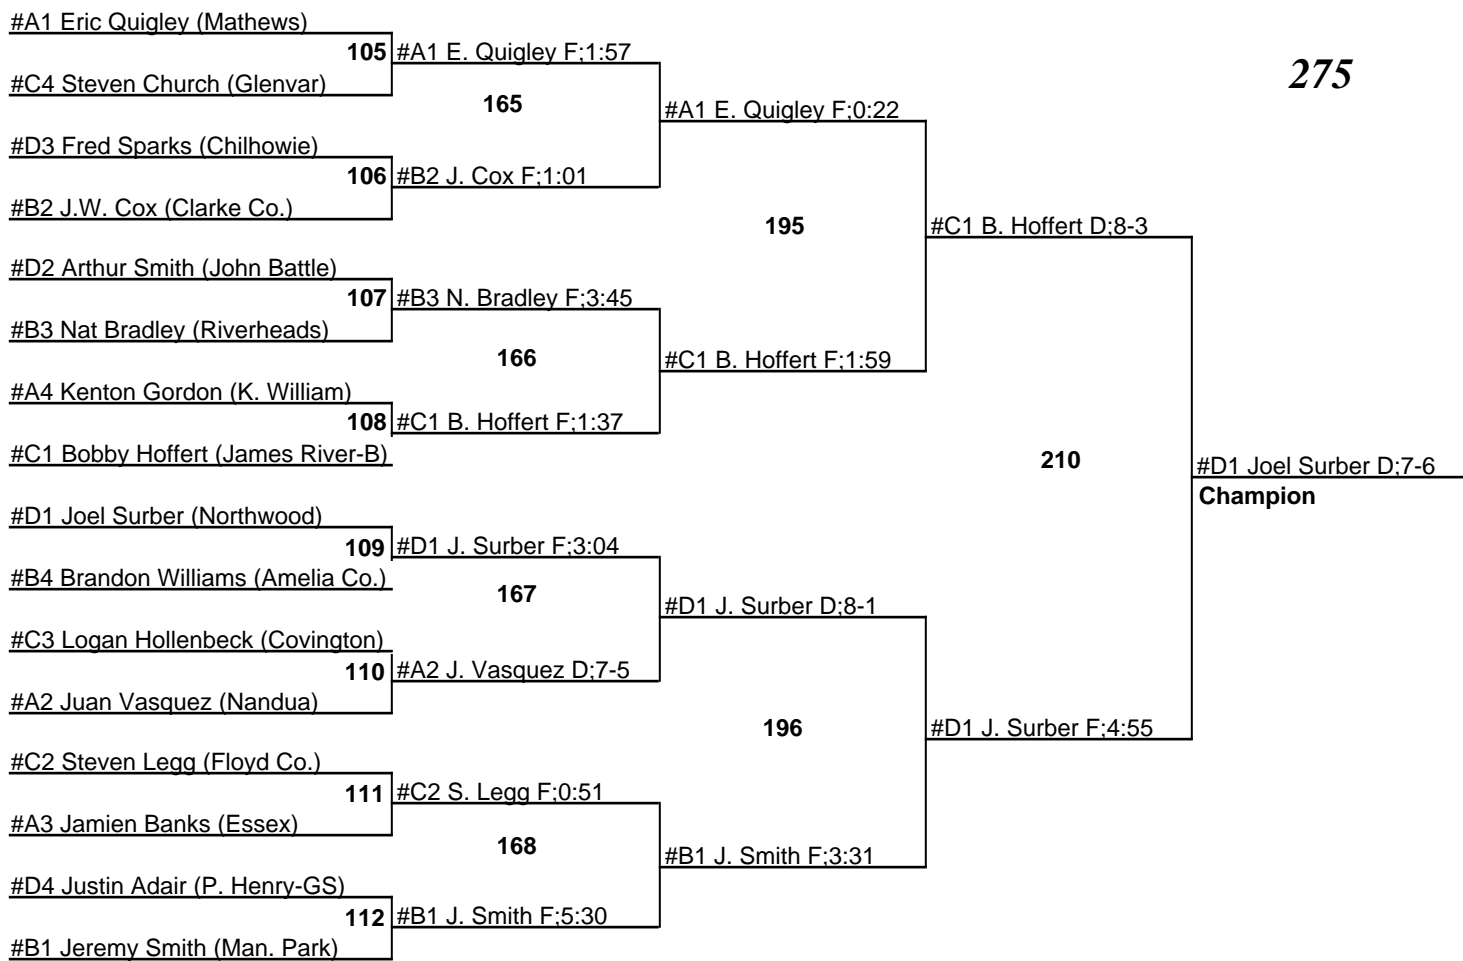 #A1 Eric Quigley (Mathews)
105 #A1 E. Quigley F;1:57
275
#C4 Steven Church (Glenvar)
165
#A1 E. Quigley F;0:22
#D3 Fred Sparks (Chilhowie)
106 #B2 J. Cox F;1:01
#B2 J.W. Cox (Clarke Co.)
195
#C1 B. Hoffert D;8-3
#D2 Arthur Smith (John Battle)
107 #B3 N. Bradley F;3:45
#B3 Nat Bradley (Riverheads)
166
#C1 B. Hoffert F;1:59
#A4 Kenton Gordon (K. William)
108 #C1 B. Hoffert F;1:37
#C1 Bobby Hoffert (James River-B)
210
#D1 Joel Surber D;7-6
Champion
#D1 Joel Surber (Northwood)
109 #D1 J. Surber F;3:04
#B4 Brandon Williams (Amelia Co.)
167
#D1 J. Surber D;8-1
#C3 Logan Hollenbeck (Covington)
110 #A2 J. Vasquez D;7-5
#A2 Juan Vasquez (Nandua)
196
#D1 J. Surber F;4:55
#C2 Steven Legg (Floyd Co.)
111 #C2 S. Legg F;0:51
#A3 Jamien Banks (Essex)
168
#B1 J. Smith F;3:31
#D4 Justin Adair (P. Henry-GS)
112 #B1 J. Smith F;5:30
#B1 Jeremy Smith (Man. Park)